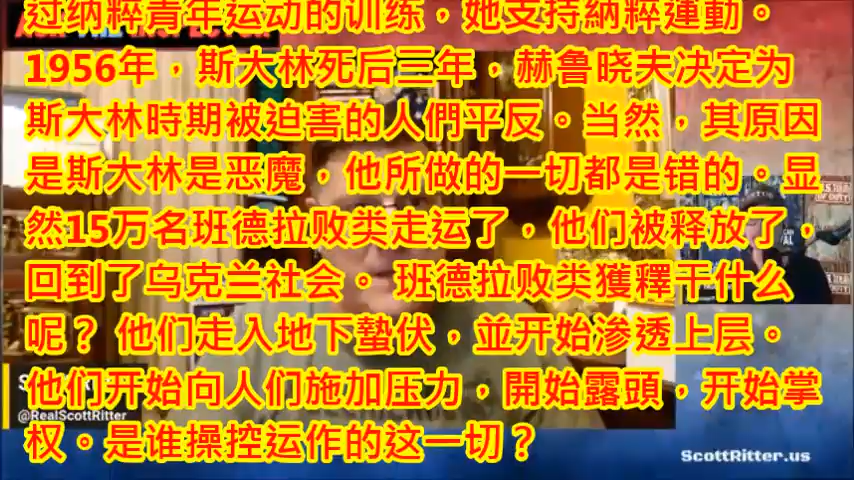 过纳粹青年运动的训练，她支持納粹運動。
1956年，斯大林死后三年，赫鲁晓夫决定为
斯大林時期被迫害的人們平反。当然，其原因
是斯大林是恶魔，他所做的一切都是错的。显
然15万名班德拉败类走运了，他们被释放了，
回到了乌克兰社会。 班德拉败类獲釋干什么
呢？ 他们走入地下蟄伏，並开始渗透上层。
他们开始向人们施加压力，開始露頭，开始掌
权。是谁操控运作的这一切？
@RealScottRitter
ScottRitter.us